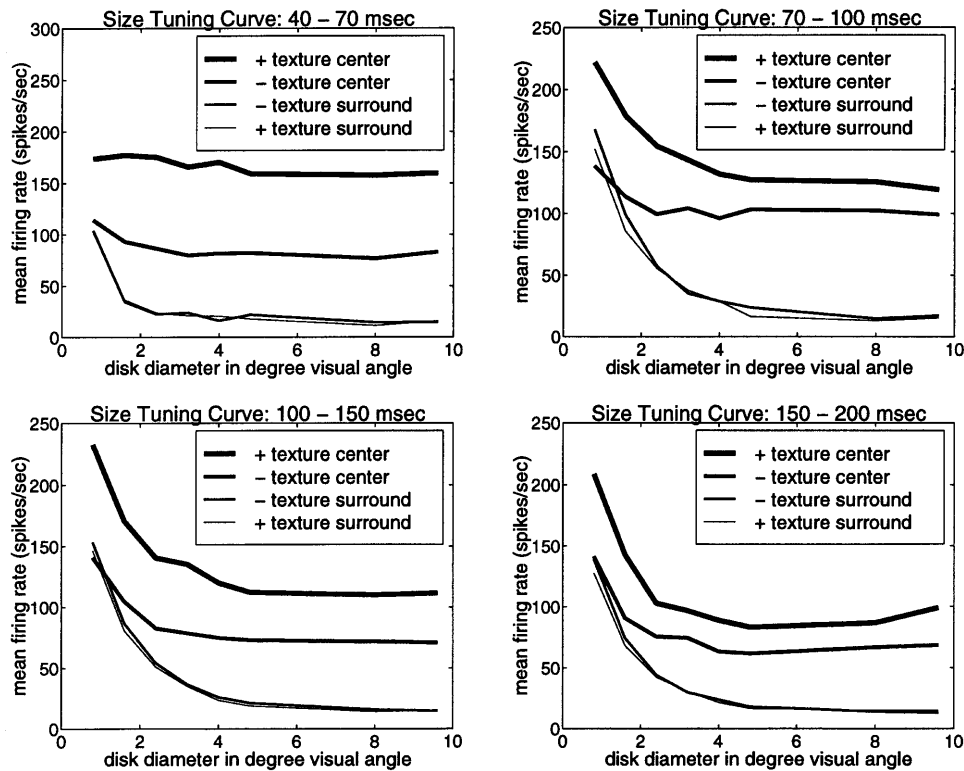 Size Tuning Curve: 40 – 70 msec
300
250
200
150
100
50
0
0 2 4 6 8 10
mean firing rate (spikes/sec)
disk diameter in degree visual angle
+ texture center
– texture center
– texture surround
+ texture surround
Size Tuning Curve: 70 – 100 msec
250
200
150
100
50
0
0 2 4 6 8 10
mean firing rate (spikes/sec)
disk diameter in degree visual angle
+ texture center
– texture center
– texture surround
+ texture surround
Size Tuning Curve: 100 – 150 msec
250
200
150
100
50
0
0 2 4 6 8 10
mean firing rate (spikes/sec)
disk diameter in degree visual angle
+ texture center
– texture center
– texture surround
+ texture surround
Size Tuning Curve: 150 – 200 msec
250
200
150
100
50
0
0 2 4 6 8 10
mean firing rate (spikes/sec)
disk diameter in degree visual angle
+ texture center
– texture center
– texture surround
+ texture surround